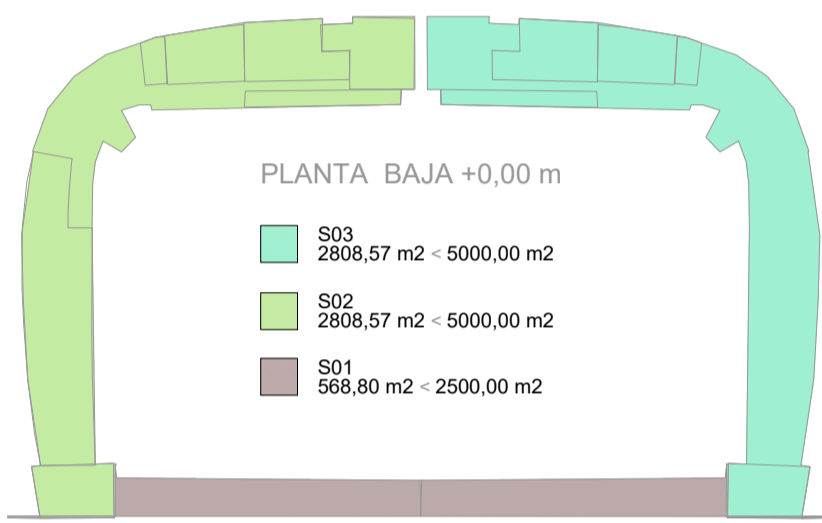 PLANTA BAJA +0,00 m
S03
2808,57 m2 < 5000,00 m2
S02
2808,57 m2 < 5000,00 m2
S01
568,80 m2 < 2500,00 m2